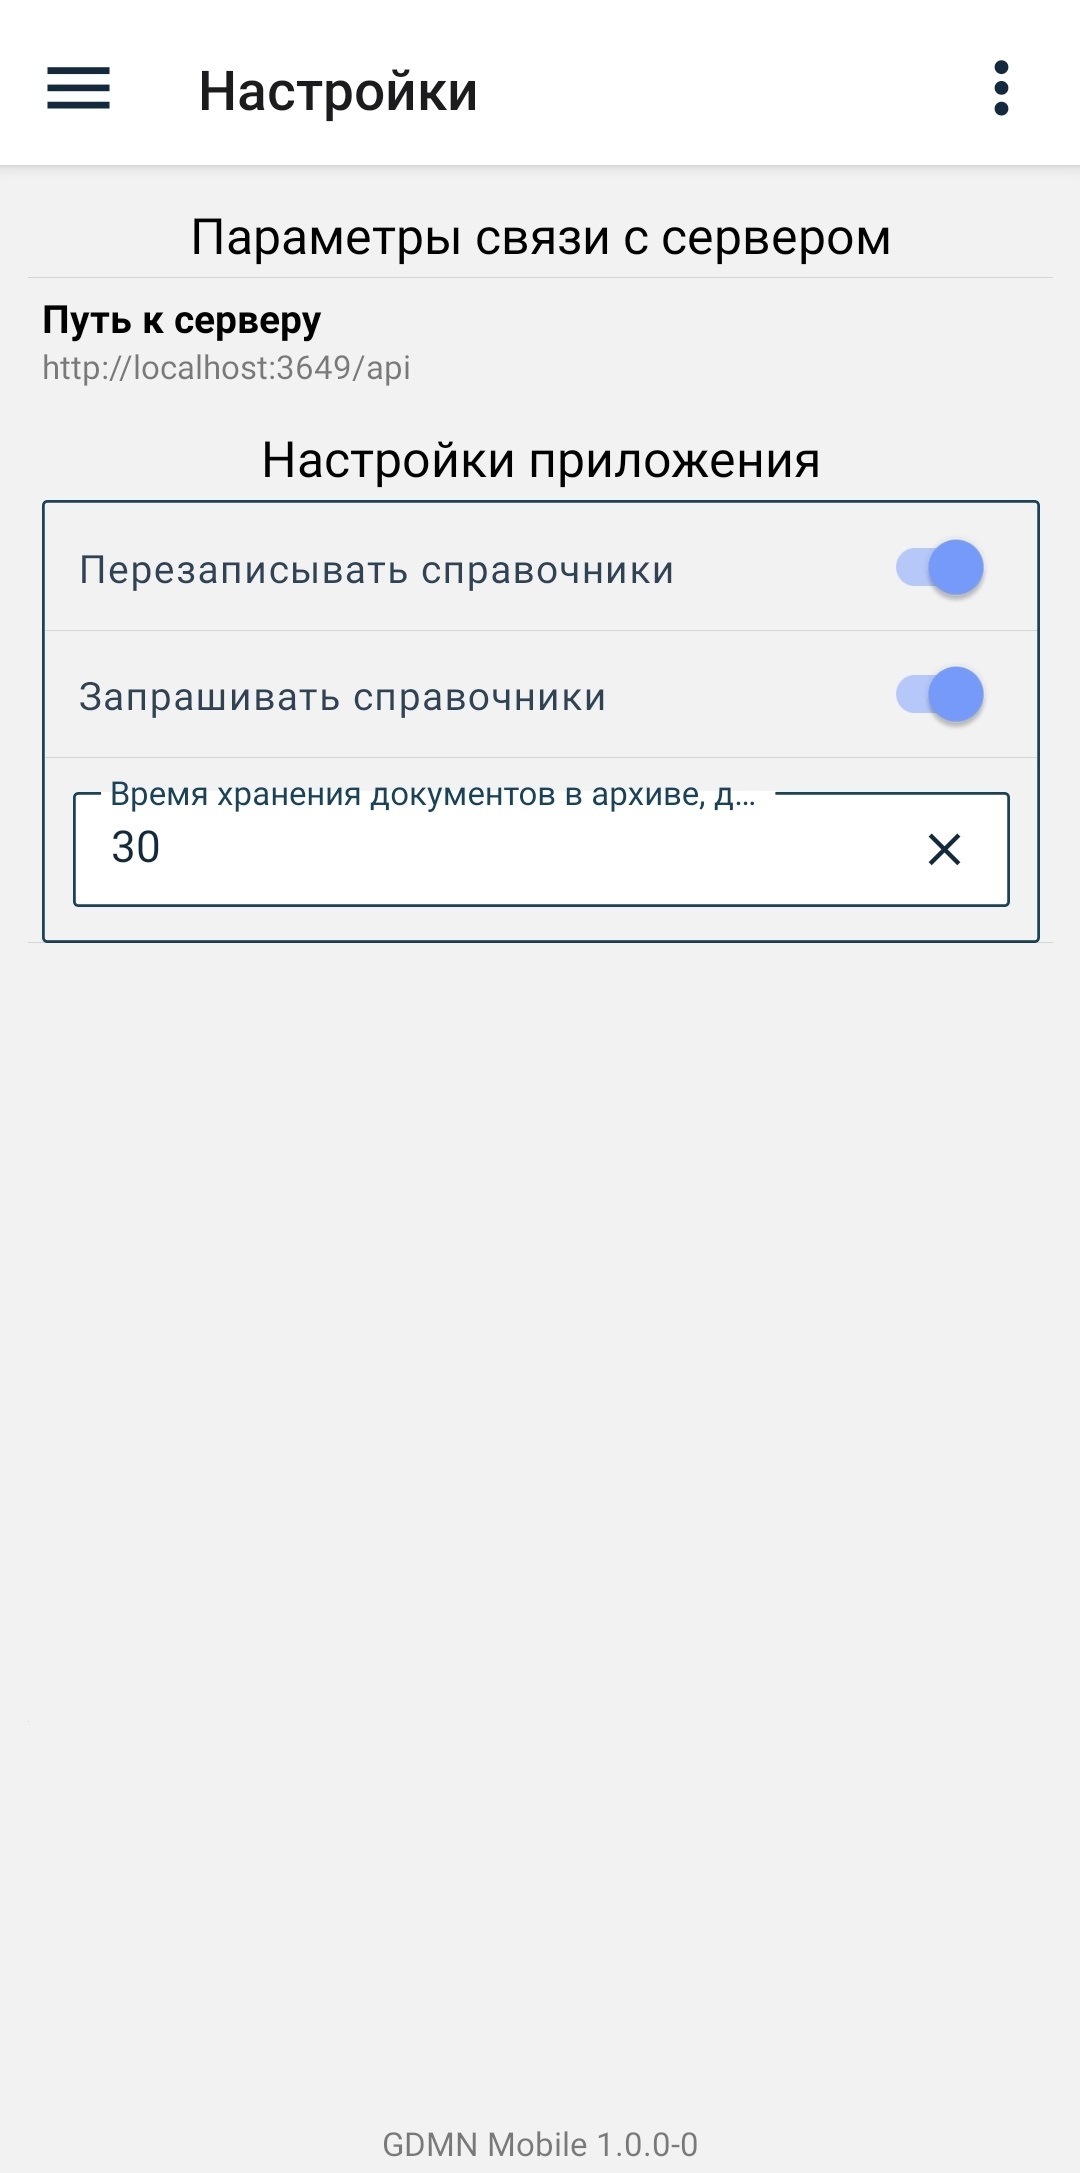 Настройки
Параметры связи с сервером
Путь к серверу
http://localhost:3649/api
Настройки приложения
Перезаписывать справочники
Запрашивать справочники
Время хранения документов в архиве, д...
30
GDMN Mobile 1.0.0-0